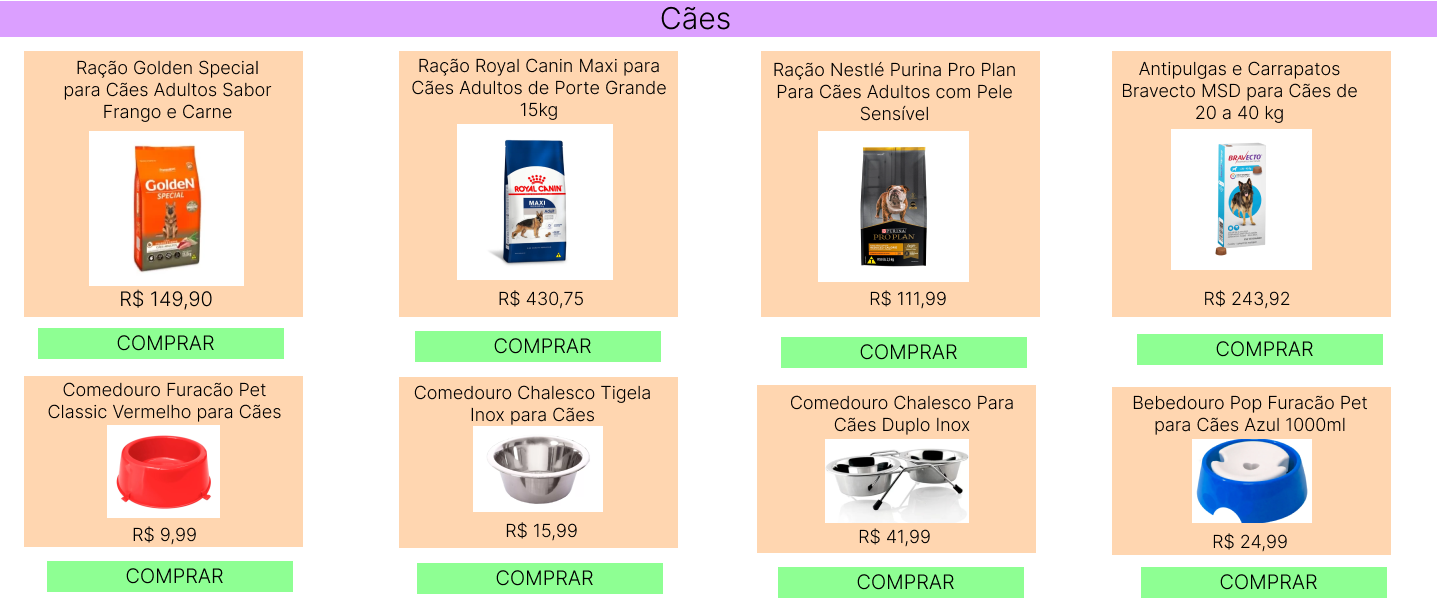 Cães
Ração Golden Special
para Cães Adultos Sabor
Frango e Carne
GoldeN
SPECIAL
R$ 149,90
COMPRAR
Ração Royal Canin Maxi para
Cães Adultos de Porte Grande
15kg
ROYAL CANIN
MAXI
R$ 430,75
COMPRAR
Ração Nestlé Purina Pro Plan
Para Cães Adultos com Pele
Sensível
PURINA
PRO PLAN
R$ 111,99
COMPRAR
Antipulgas e Carrapatos
Bravecto MSD para Cães de
20 a 40 kg
BRAVECTO
R$ 243,92
COMPRAR
Comedouro Furacão Pet
Classic Vermelho para Cães
R$ 9,99
COMPRAR
Comedouro Chalesco Tigela
Inox para Cães
R$ 15,99
COMPRAR
Comedouro Chalesco Para
Cães Duplo Inox
R$ 41,99
COMPRAR
Bebedouro Pop Furacão Pet
para Cães Azul 1000ml
R$ 24,99
COMPRAR